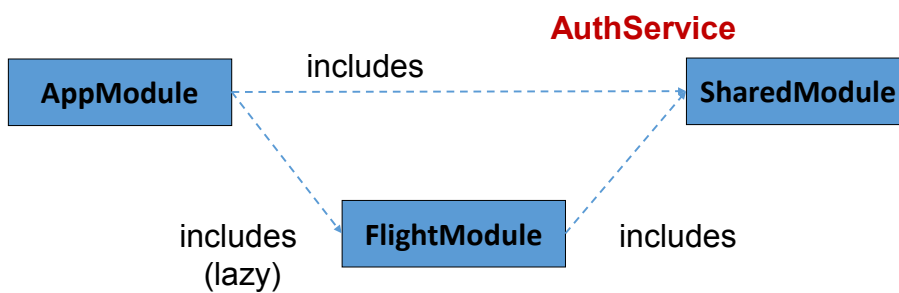 AuthService
includes
AppModule
SharedModule
includes
(lazy)
FlightModule
includes